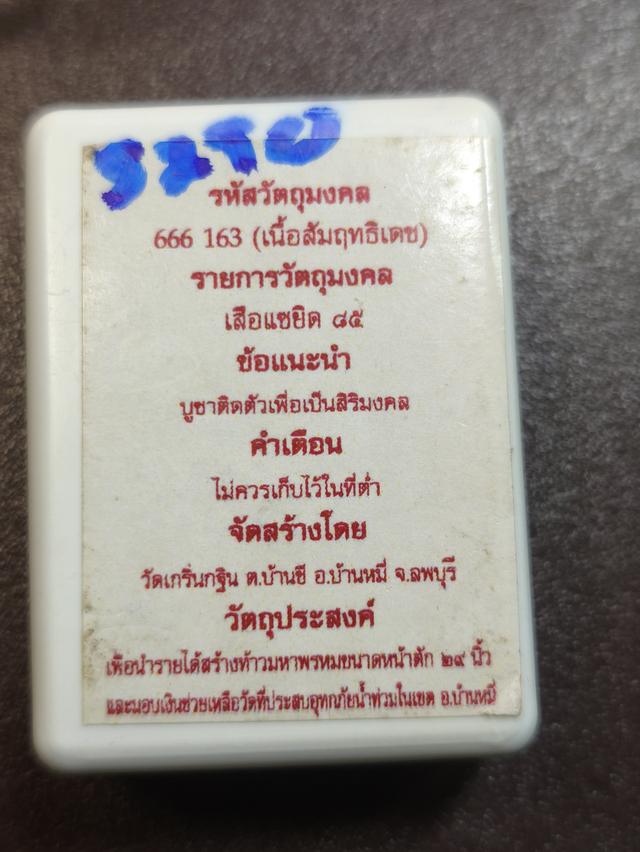 รหัสวัตถุมงคล
666 163 (เนื้อสัมฤทธิเดช)
รายการวัตถุมงคล
เสือแซยิด ๘๕
ข้อแนะนำ
บูชาติดตัวเพื่อเป็นสิริมงคล
คำเตือน
ไม่ควรเก็บไว้ในที่ต่ำ
จัดสร้างโดย
วัดเกริ่นกฐิน ต.บ้านชี อ.บ้านหมี่ จ.ลพบุรี
วัตถุประสงค์
เพื่อนำรายได้สร้างท้าวมหาพรหมขนาดหน้าตัก ๒๙ นิ้ว
และมอบเงินช่วยเหลือวัดที่ประสบอุทกภัยน้ำท่วมในเขต อ.บ้านหมี่